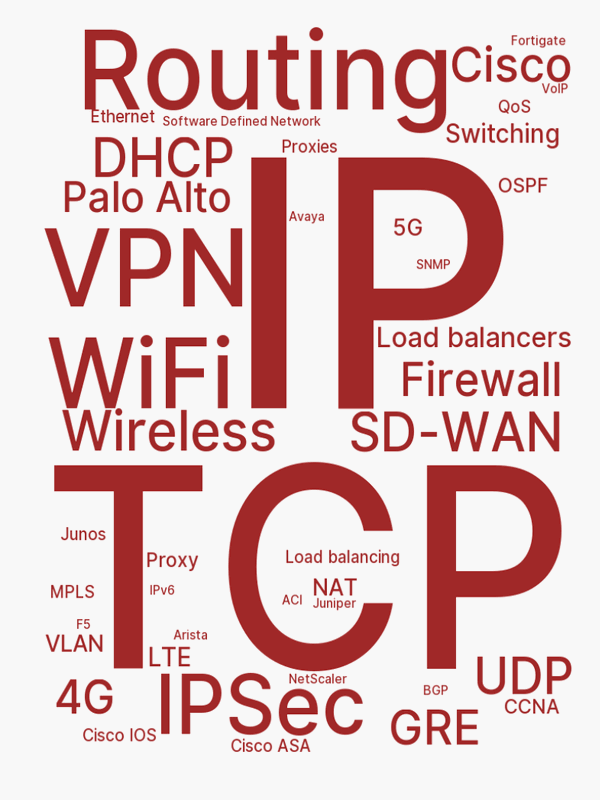 Fortigate
Routing
Cisco
VoIP
QoS
Ethernet
Software Defined Network
Switching
DHCP
Proxies
Palo Alto
OSPF
Avaya
5G
VPN
IP
SNMP
Load balancers
WiFi
Firewall
Wireless
SD-WAN
TCP
Junos
Proxy
Load balancing
MPLS
IPv6
NAT
ACI
Juniper
F5
VLAN
Arista
LTE
NetScaler
UDP
4G
IPSec
BGP
CCNA
GRE
Cisco IOS
Cisco ASA